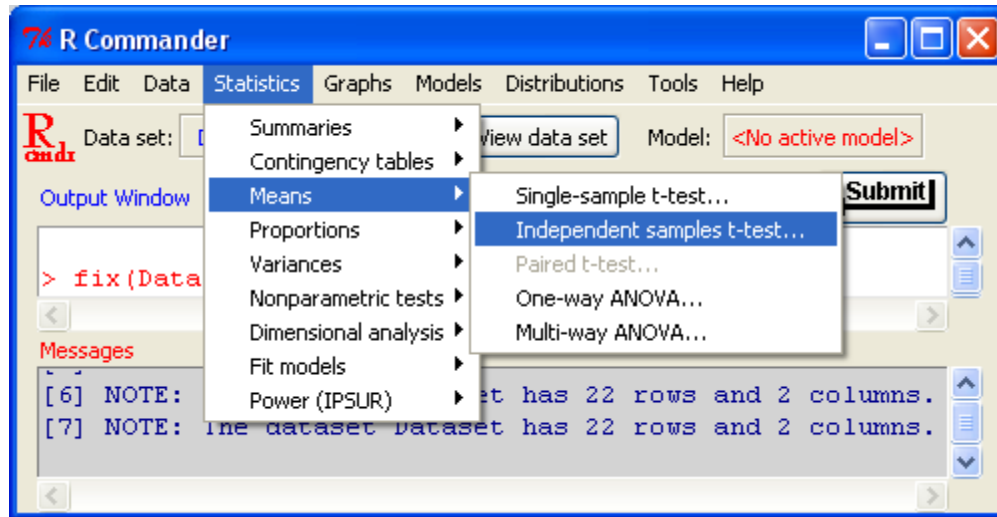 R Commander
File Edit Data Statistics Graphs Models Distributions Tools Help
R cmdr Data set: View data set Model: <No active model>
Summaries
Contingency tables
Output Window Means Single-sample t-test... Submit
Proportions Independent samples t-test...
> fix(Data Variances Paired t-test...
Nonparametric tests One-way ANOVA...
Dimensional analysis Multi-way ANOVA...
Messages
Fit models
[6] NOTE: Power (IPSUR) has 22 rows and 2 columns.
[7] NOTE: The dataset Dataset has 22 rows and 2 columns.